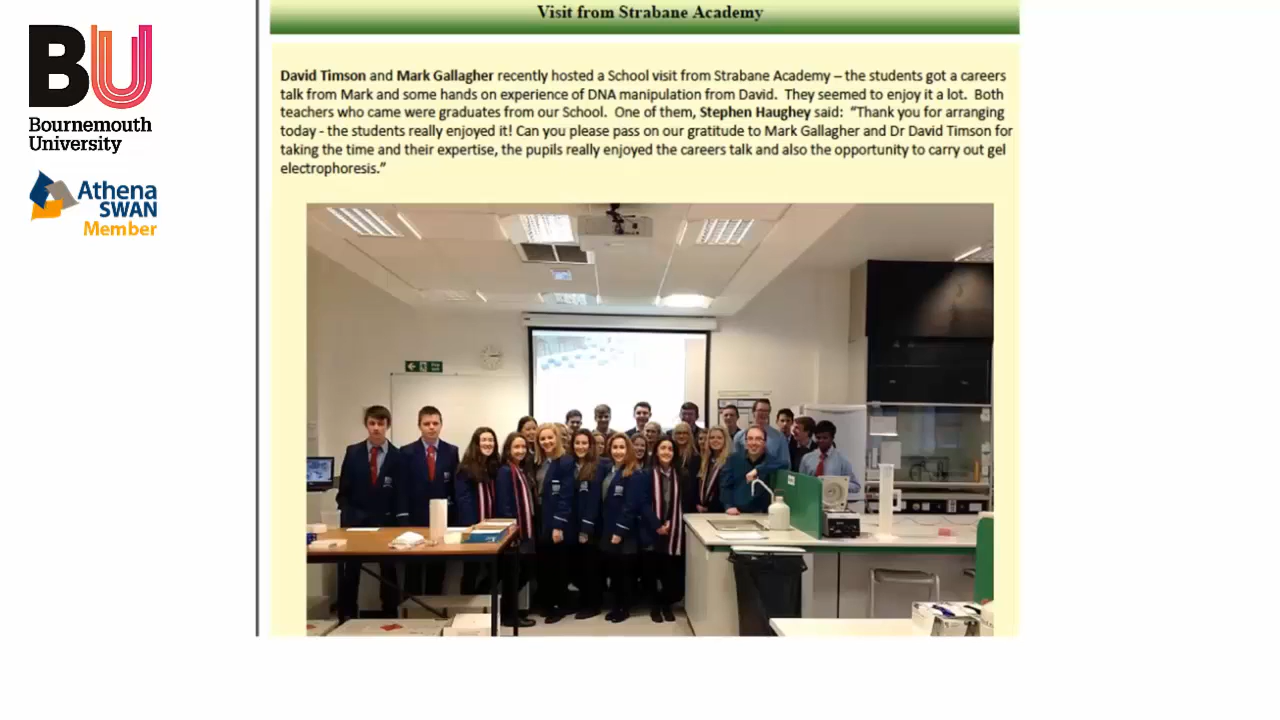 Visit from Strabane Academy
BU
Bournemouth
University
Athena
SWAN
Member
David Timson and Mark Gallagher recently hosted a School visit from Strabane Academy – the students got a careers
talk from Mark and some hands on experience of DNA manipulation from David. They seemed to enjoy it a lot. Both
teachers who came were graduates from our School. One of them, Stephen Haughey said: “Thank you for arranging
today - the students really enjoyed it! Can you please pass on our gratitude to Mark Gallagher and Dr David Timson for
taking the time and their expertise, the pupils really enjoyed the careers talk and also the opportunity to carry out gel
electrophoresis.”